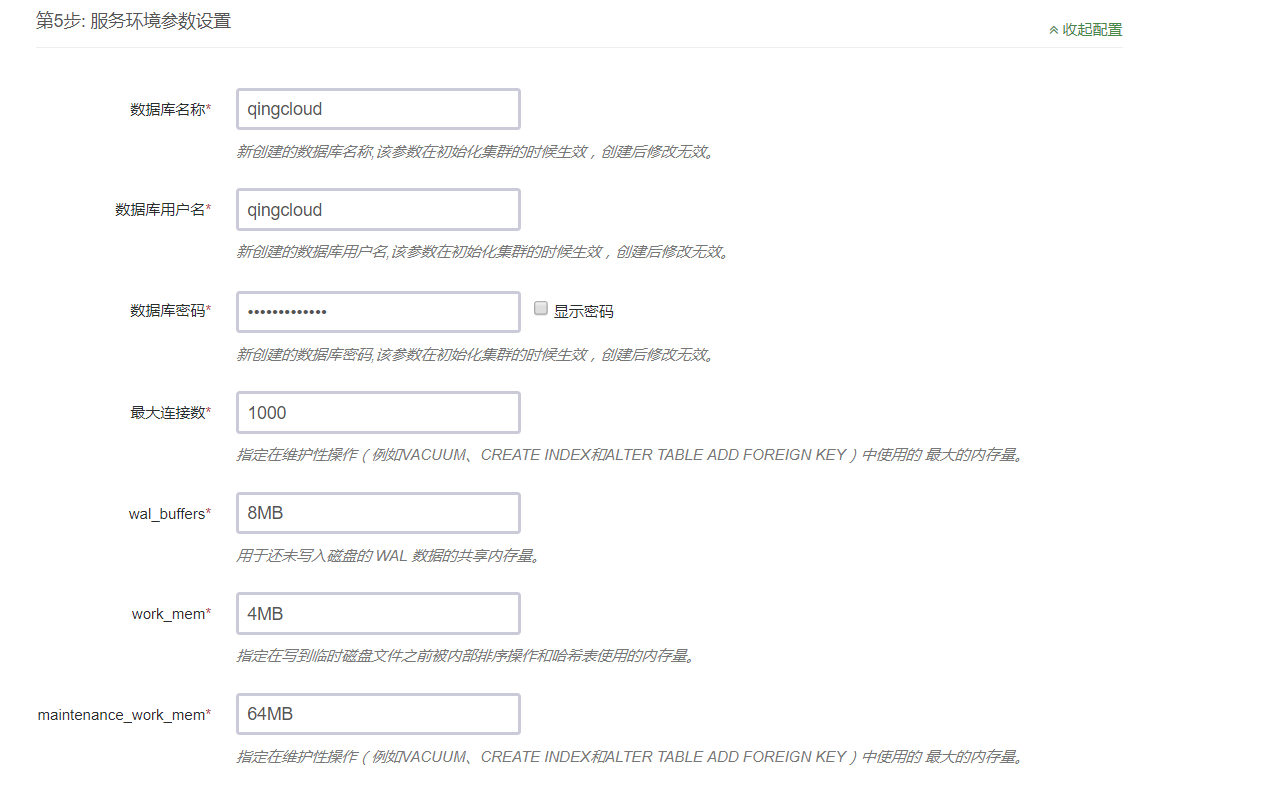 第5步: 服务环境参数设置
收起配置
数据库名称*
qingcloud
新创建的数据库名称,该参数在初始化集群的时候生效，创建后修改无效。
数据库用户名*
qingcloud
新创建的数据库用户名,该参数在初始化集群的时候生效，创建后修改无效。
数据库密码*
•••••••••••••
显示密码
新创建的数据库密码,该参数在初始化集群的时候生效，创建后修改无效。
最大连接数*
1000
指定在维护性操作（例如VACUUM、CREATE INDEX和ALTER TABLE ADD FOREIGN KEY）中使用的 最大的内存量。
wal_buffers*
8MB
用于还未写入磁盘的 WAL 数据的共享内存量。
work_mem*
4MB
指定在写到临时磁盘文件之前被内部排序操作和哈希表使用的内存量。
maintenance_work_mem*
64MB
指定在维护性操作（例如VACUUM、CREATE INDEX和ALTER TABLE ADD FOREIGN KEY）中使用的 最大的内存量。